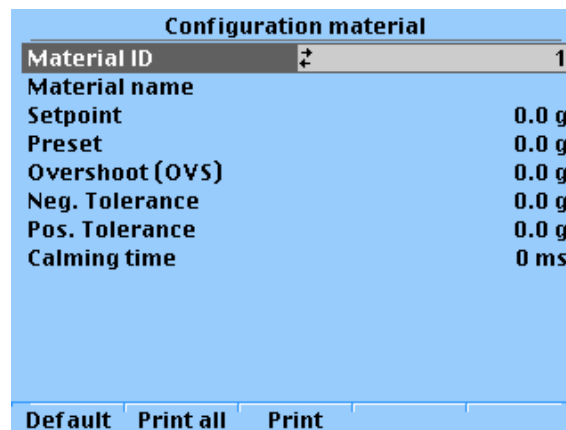 Configuration material
Material ID 1
Material name
Setpoint 0.0 g
Preset 0.0 g
Overshoot (OVS) 0.0 g
Neg. Tolerance 0.0 g
Pos. Tolerance 0.0 g
Calming time 0 ms
Default Print all Print